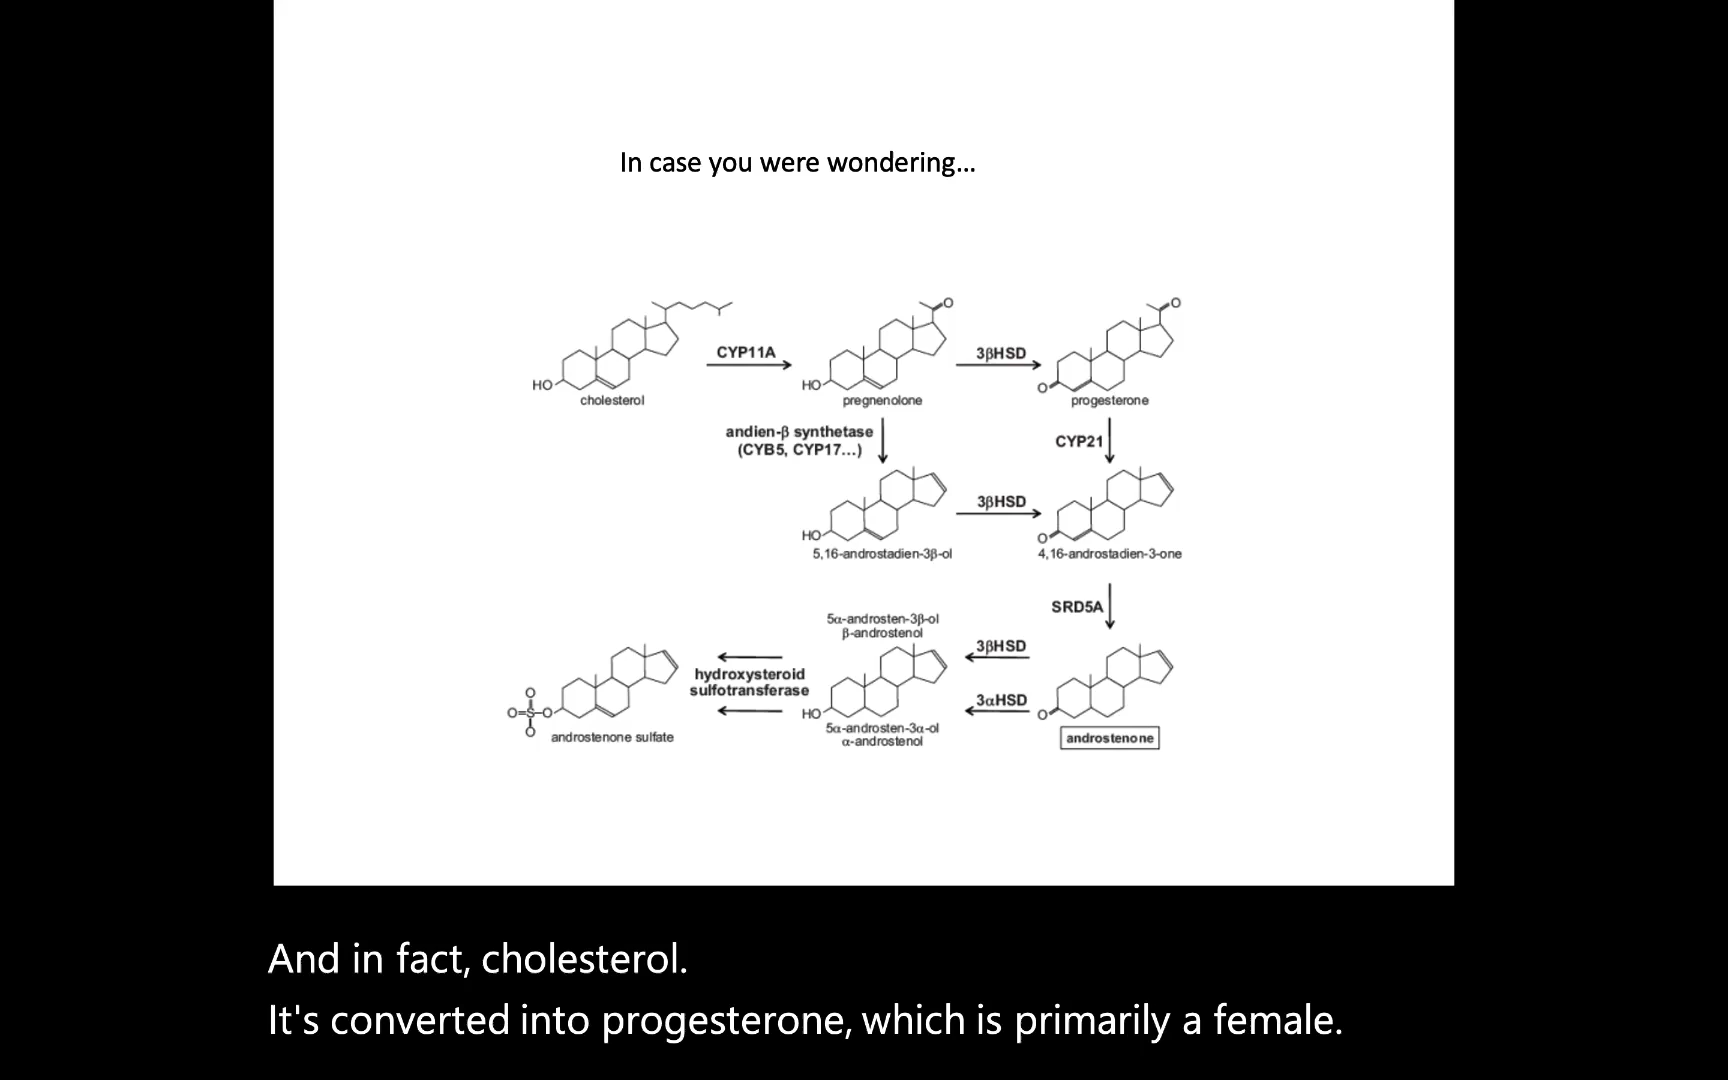 In case you were wondering...
O
O
CYP11A
3βHSD
HO
HO
O
cholesterol
pregnenolone
progesterone
andien-β synthetase
(CYB5, CYP17...)
CYP21
3βHSD
HO
O
5,16-androstadien-3β-ol
4,16-androstadien-3-one
SRD5A
5α-androsten-3β-ol
β-androstenol
3βHSD
hydroxysteroid
sulfotransferase
O
O=S-O
O
HO
3αHSD
O
androstenone sulfate
5α-androsten-3α-ol
α-androstenol
androstenone
And in fact, cholesterol.
It's converted into progesterone, which is primarily a female.